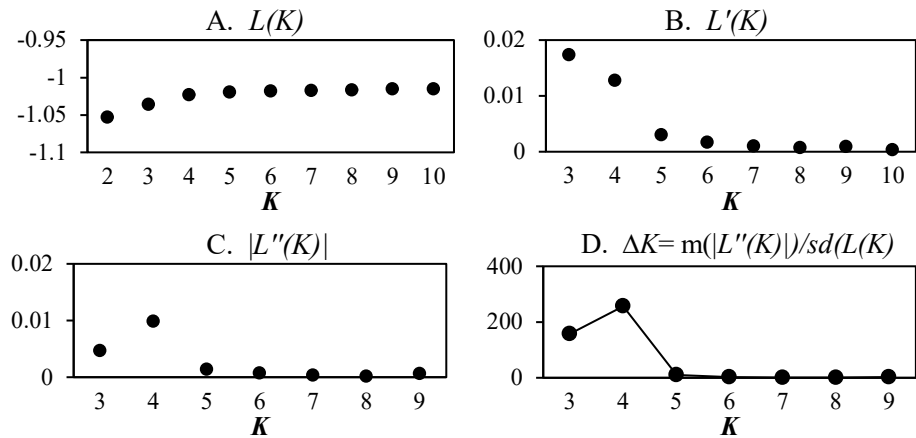 A. L(K)
-0.95
-1
-1.05
-1.1
2 3 4 5 6 7 8 9 10
K
B. L'(K)
0.02
0.01
0
3 4 5 6 7 8 9 10
K
C. |L''(K)|
0.02
0.01
0
3 4 5 6 7 8 9
K
D. ΔK= m(|L''(K)|)/sd(L(K)
400
200
0
3 4 5 6 7 8 9
K